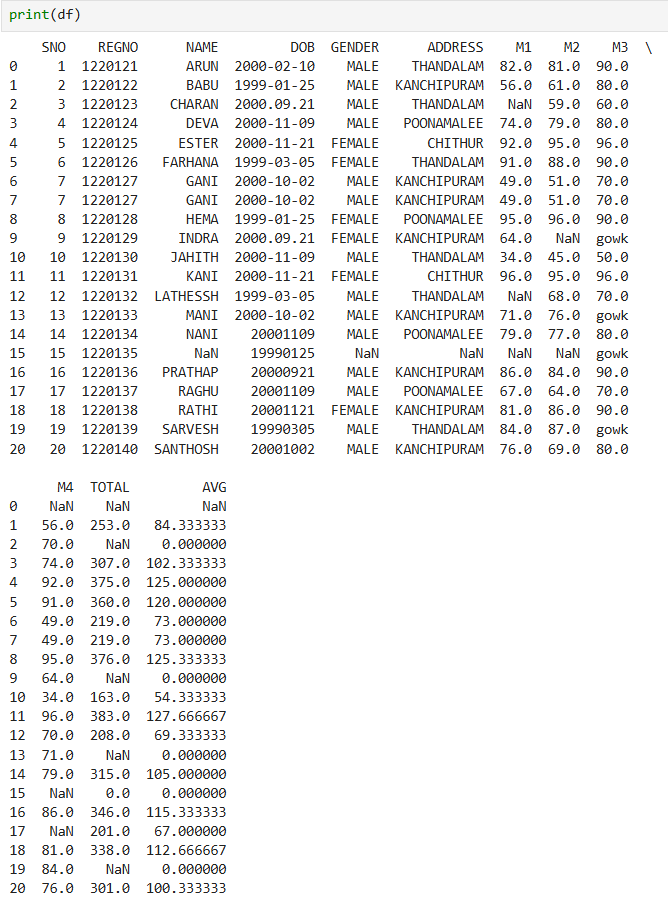 print(df)
SNO REGNO NAME DOB GENDER ADDRESS M1 M2 M3 \
0 1 1220121 ARUN 2000-02-10 MALE THANDALAM 82.0 81.0 90.0
1 2 1220122 BABU 1999-01-25 MALE KANCHIPURAM 56.0 61.0 80.0
2 3 1220123 CHARAN 2000.09.21 MALE THANDALAM NaN 59.0 60.0
3 4 1220124 DEVA 2000-11-09 MALE POONAMALEE 74.0 79.0 80.0
4 5 1220125 ESTER 2000-11-21 FEMALE CHITHUR 92.0 95.0 96.0
5 6 1220126 FARHANA 1999-03-05 FEMALE THANDALAM 91.0 88.0 90.0
6 7 1220127 GANI 2000-10-02 MALE KANCHIPURAM 49.0 51.0 70.0
7 7 1220127 GANI 2000-10-02 MALE KANCHIPURAM 49.0 51.0 70.0
8 8 1220128 HEMA 1999-01-25 FEMALE POONAMALEE 95.0 96.0 90.0
9 9 1220129 INDRA 2000.09.21 FEMALE KANCHIPURAM 64.0 NaN gowk
10 10 1220130 JAHITH 2000-11-09 MALE THANDALAM 34.0 45.0 50.0
11 11 1220131 KANI 2000-11-21 FEMALE CHITHUR 96.0 95.0 96.0
12 12 1220132 LATHESSH 1999-03-05 MALE THANDALAM NaN 68.0 70.0
13 13 1220133 MANI 2000-10-02 MALE KANCHIPURAM 71.0 76.0 gowk
14 14 1220134 NANI 20001109 MALE POONAMALEE 79.0 77.0 80.0
15 15 1220135 NaN 19990125 NaN NaN NaN NaN gowk
16 16 1220136 PRATHAP 20000921 MALE KANCHIPURAM 86.0 84.0 90.0
17 17 1220137 RAGHU 20001109 MALE POONAMALEE 67.0 64.0 70.0
18 18 1220138 RATHI 20001121 FEMALE KANCHIPURAM 81.0 86.0 90.0
19 19 1220139 SARVESH 19990305 MALE THANDALAM 84.0 87.0 gowk
20 20 1220140 SANTHOSH 20001002 MALE KANCHIPURAM 76.0 69.0 80.0
M4 TOTAL AVG
0 NaN NaN NaN
1 56.0 253.0 84.333333
2 70.0 NaN 0.000000
3 74.0 307.0 102.333333
4 92.0 375.0 125.000000
5 91.0 360.0 120.000000
6 49.0 219.0 73.000000
7 49.0 219.0 73.000000
8 95.0 376.0 125.333333
9 64.0 NaN 0.000000
10 34.0 163.0 54.333333
11 96.0 383.0 127.666667
12 70.0 208.0 69.333333
13 71.0 NaN 0.000000
14 79.0 315.0 105.000000
15 NaN 0.0 0.000000
16 86.0 346.0 115.333333
17 NaN 201.0 67.000000
18 81.0 338.0 112.666667
19 84.0 NaN 0.000000
20 76.0 301.0 100.333333